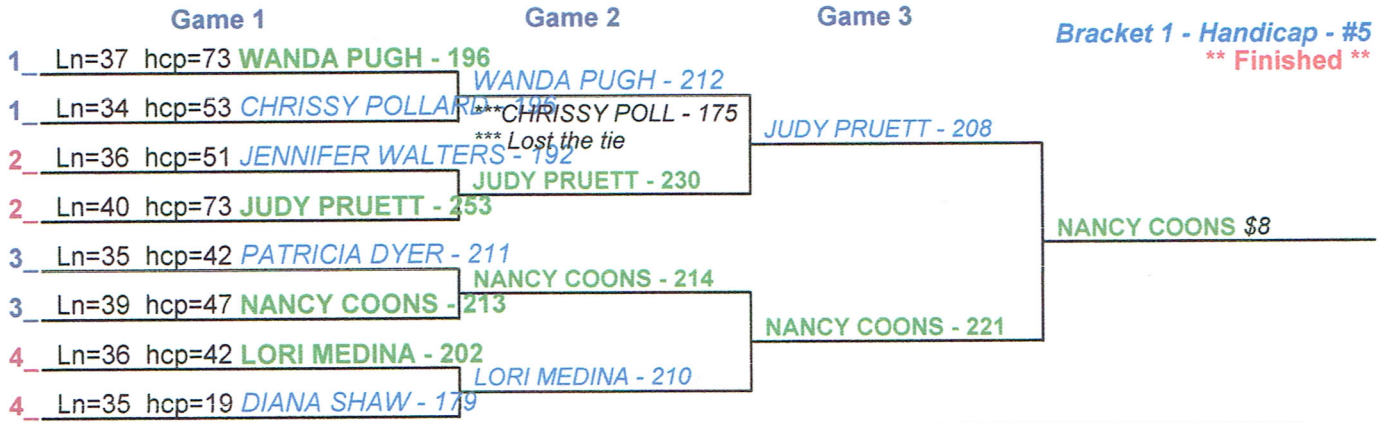 Game 1
Game 2
Game 3
Bracket 1 - Handicap - #5
** Finished **
1_ Ln=37 hcp=73 WANDA PUGH - 196
1_ Ln=34 hcp=53 CHRISSY POLLARD - 196
2_ Ln=36 hcp=51 JENNIFER WALTERS - 192
2_ Ln=40 hcp=73 JUDY PRUETT - 253
3_ Ln=35 hcp=42 PATRICIA DYER - 211
3_ Ln=39 hcp=47 NANCY COONS - 213
4_ Ln=36 hcp=42 LORI MEDINA - 202
4_ Ln=35 hcp=19 DIANA SHAW - 179
WANDA PUGH - 212
***CHRISSY POLL - 175
*** Lost the tie
JUDY PRUETT - 230
NANCY COONS - 214
LORI MEDINA - 210
JUDY PRUETT - 208
NANCY COONS - 221
NANCY COONS $8